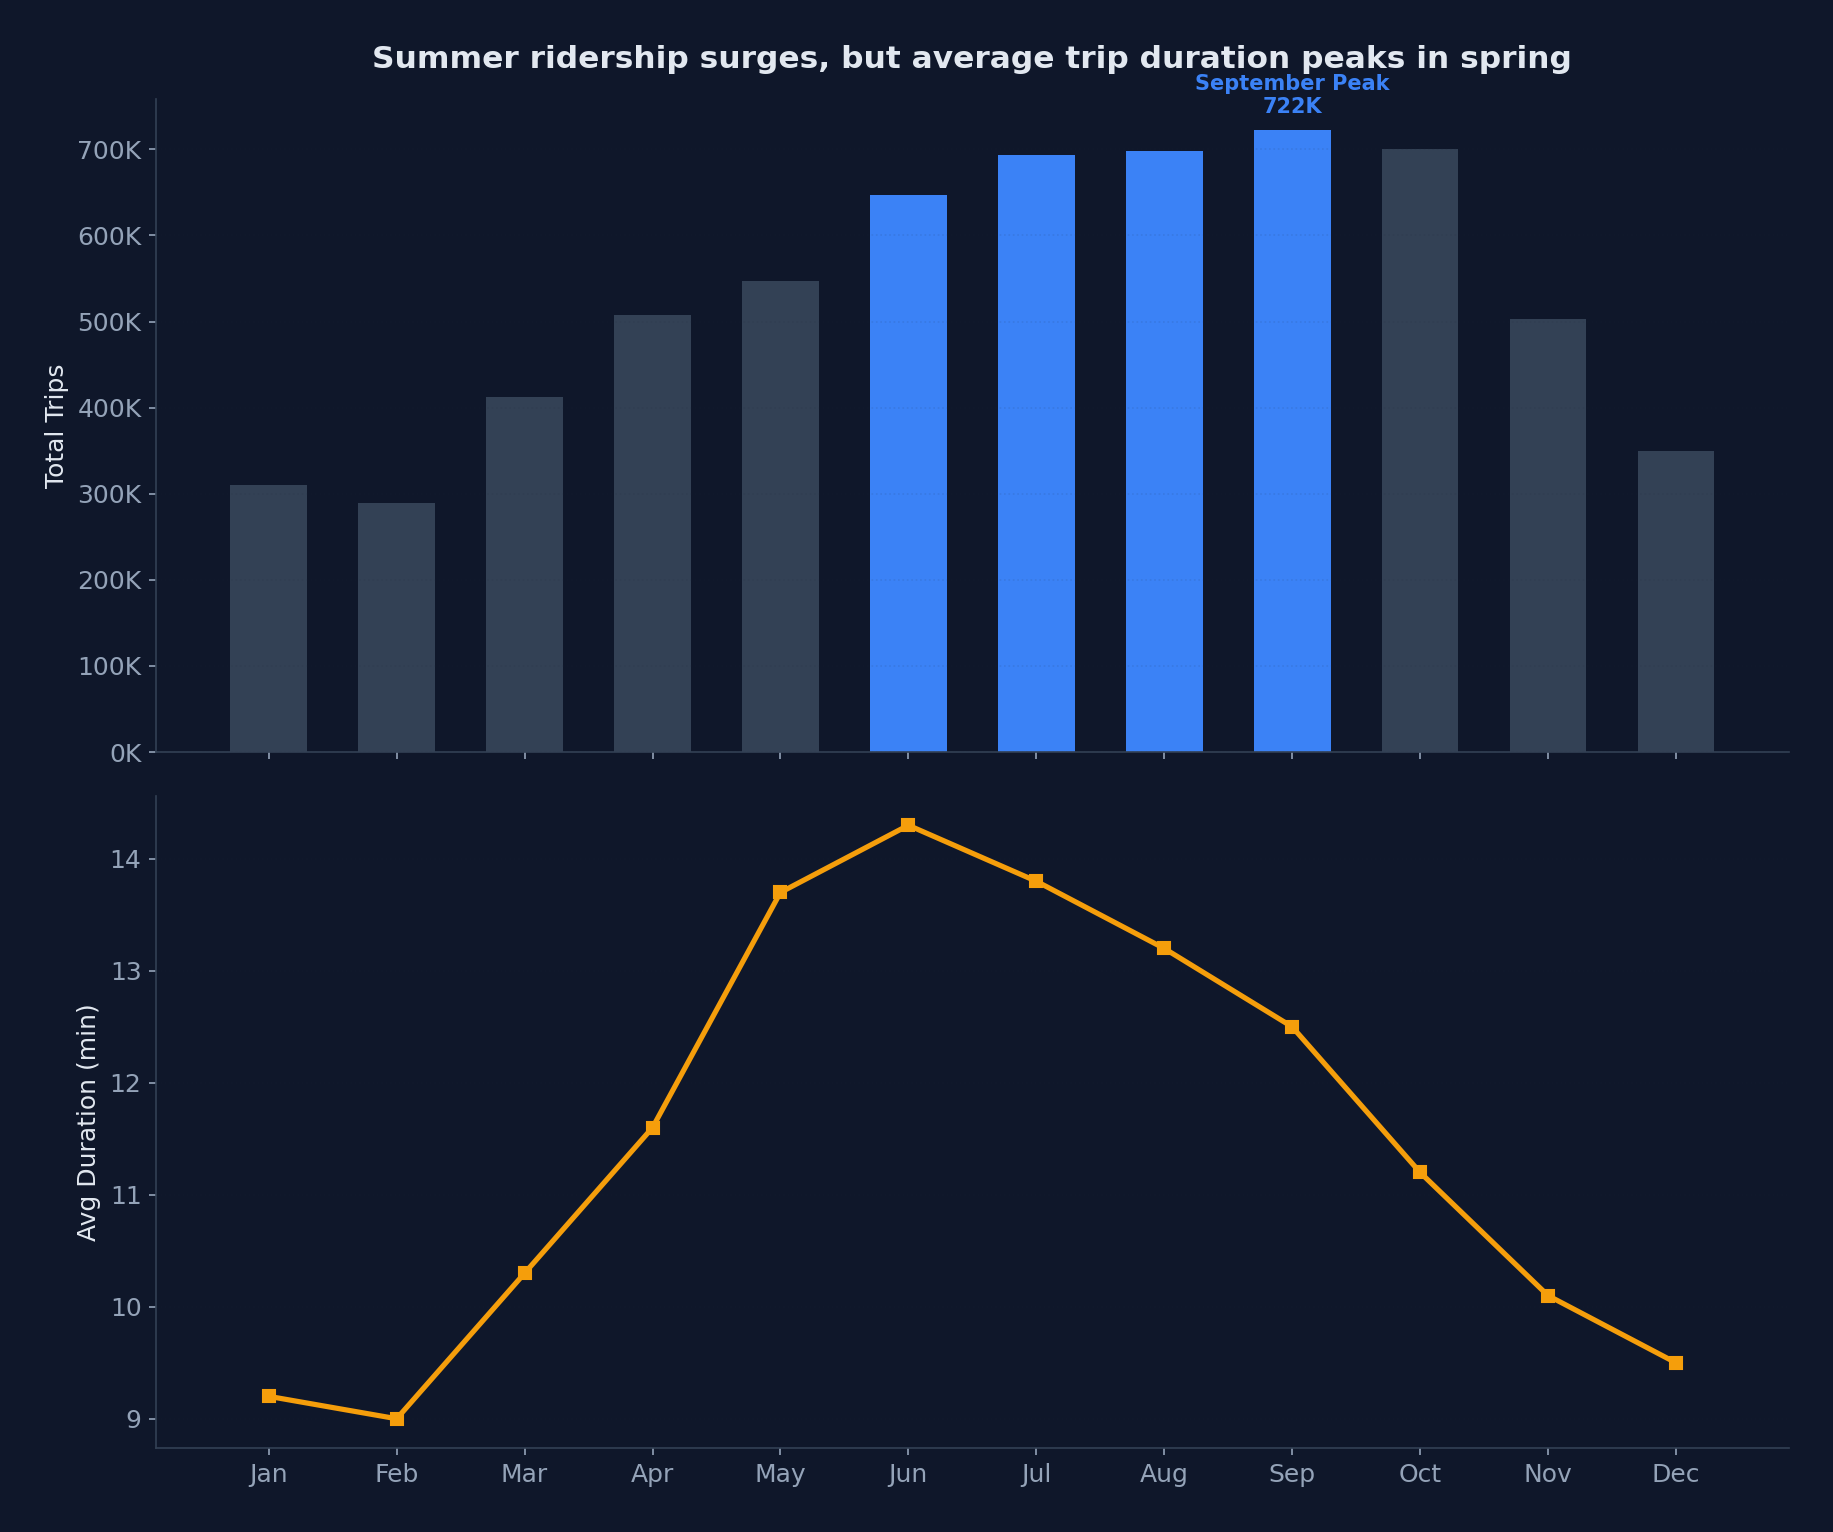 Summer ridership surges, but average trip duration peaks in spring
September Peak
722K
700K
600K
500K
400K
300K
200K
100K
0K
Total Trips
14
13
12
11
10
9
Avg Duration (min)
Jan Feb Mar Apr May Jun Jul Aug Sep Oct Nov Dec